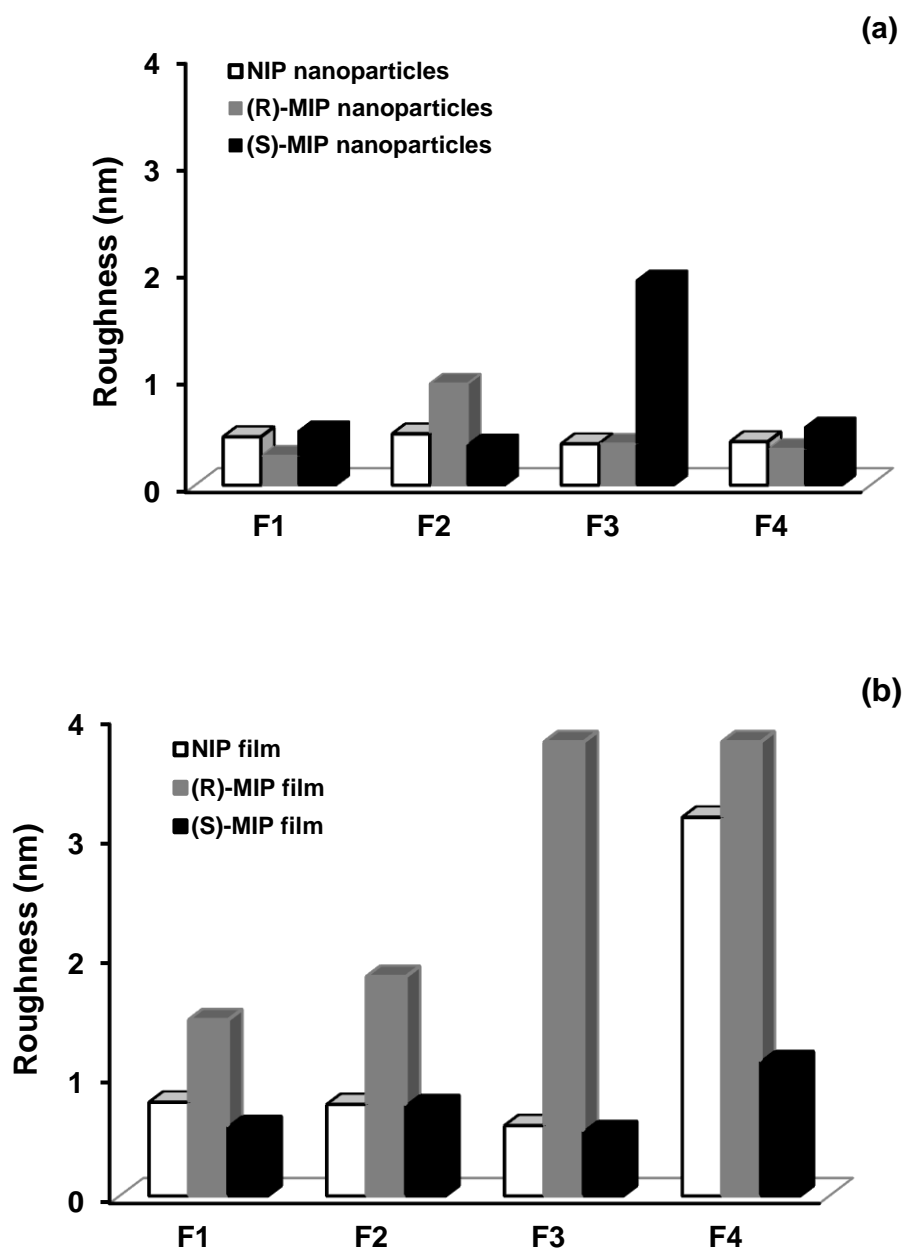 (a)
4
NIP nanoparticles
(R)-MIP nanoparticles
(S)-MIP nanoparticles
3
2
1
0
Roughness (nm)
F1 F2 F3 F4
(b)
4
NIP film
(R)-MIP film
(S)-MIP film
3
2
1
0
Roughness (nm)
F1 F2 F3 F4